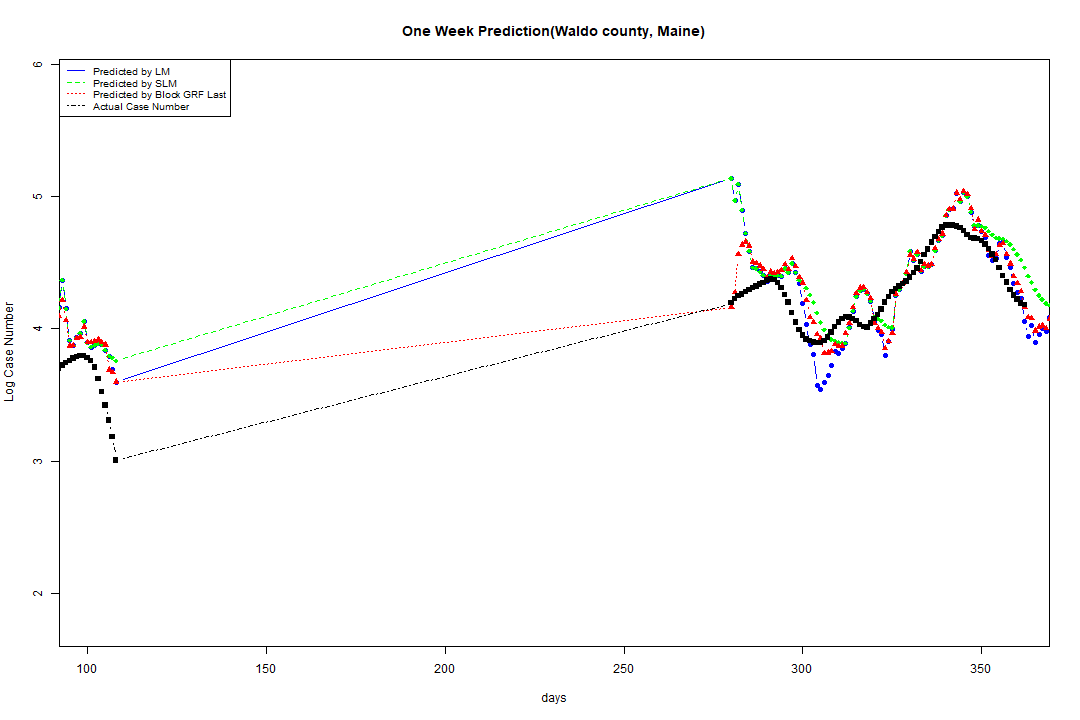 One Week Prediction(Waldo county, Maine)
Predicted by LM
Predicted by SLM
Predicted by Block GRF Last
Actual Case Number
6
5
4
3
2
Log Case Number
100 150 200 250 300 350
days